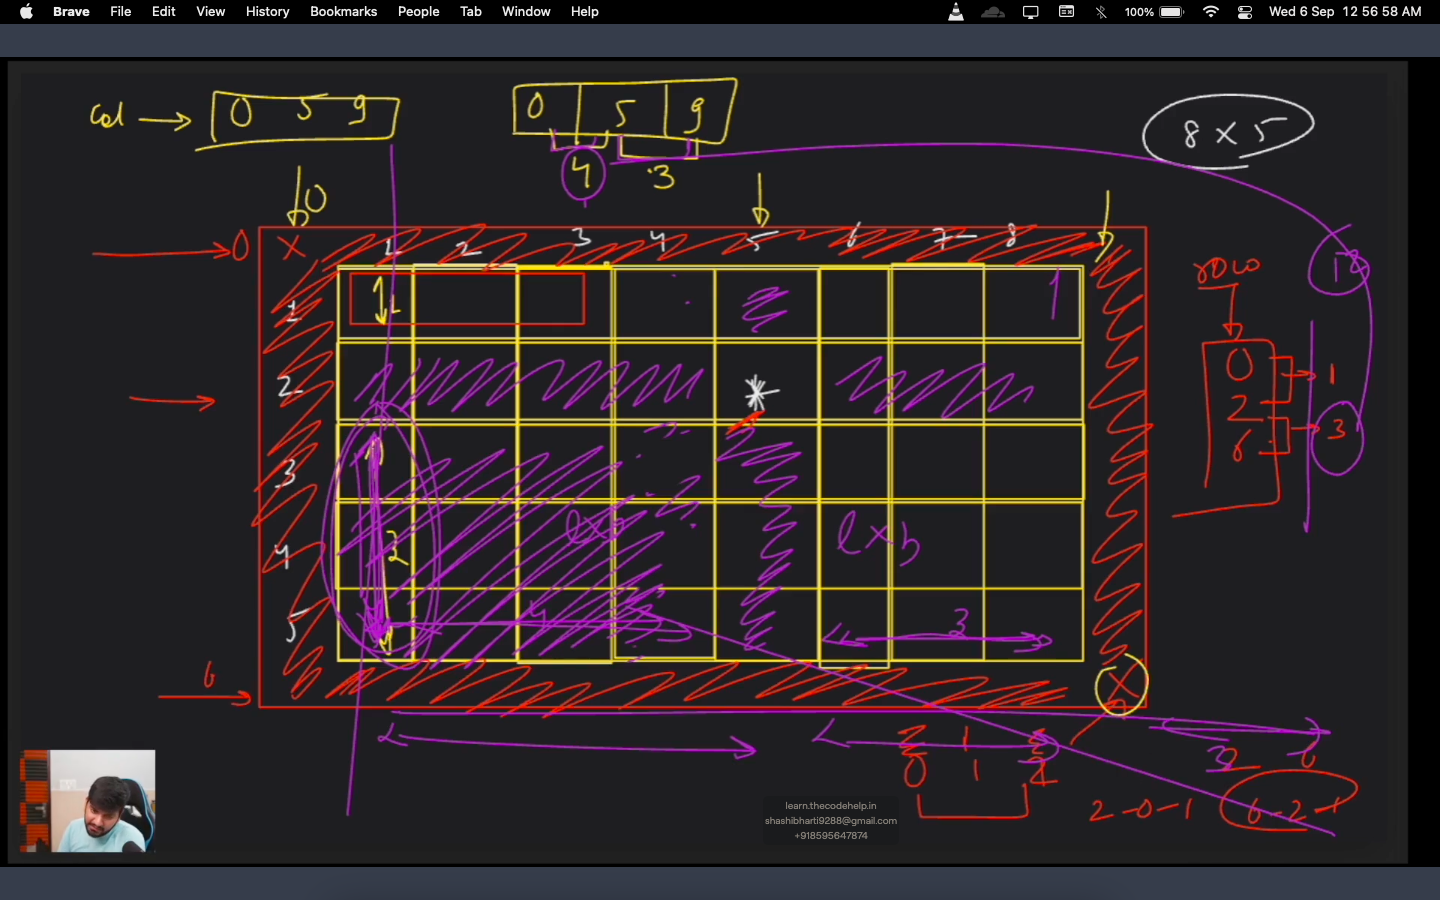 Brave File Edit View History Bookmarks People Tab Window Help 100% Wed 6 Sep 12 56 58 AM
Col → 0 5 9
0 5 9
4 3
8 x 5
0
0 X 1 2 3 4 5 6 7 8
row
0
2
6
1
3
12
1
1 1
2 *
3
4 2 lxb lxb
5 4 3
6 X
2 1
0 1 2
3 6
2-0-1 6-2-1
learn.thecodehelp.in
shashibharti9288@gmail.com
+918595647874